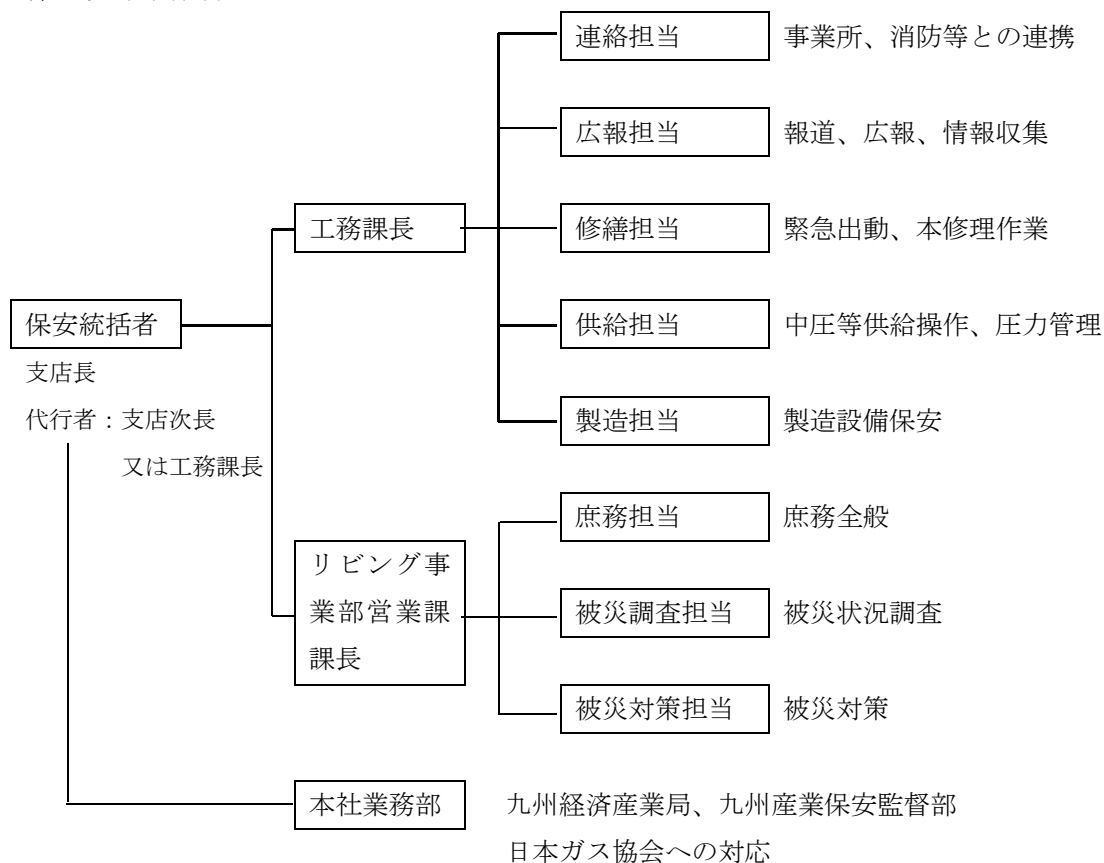 連絡担当 事業所、消防等との連携
広報担当 報道、広報、情報収集
工務課長 修繕担当 緊急出動、本修理作業
保安統括者 供給担当 中圧等供給操作、圧力管理
支店長
代行者：支店次長 製造担当 製造設備保安
又は工務課長
庶務担当 庶務全般
リビング事
業部営業課 被災調査担当 被災状況調査
課長
被災対策担当 被災対策
本社業務部 九州経済産業局、九州産業保安監督部
日本ガス協会への対応